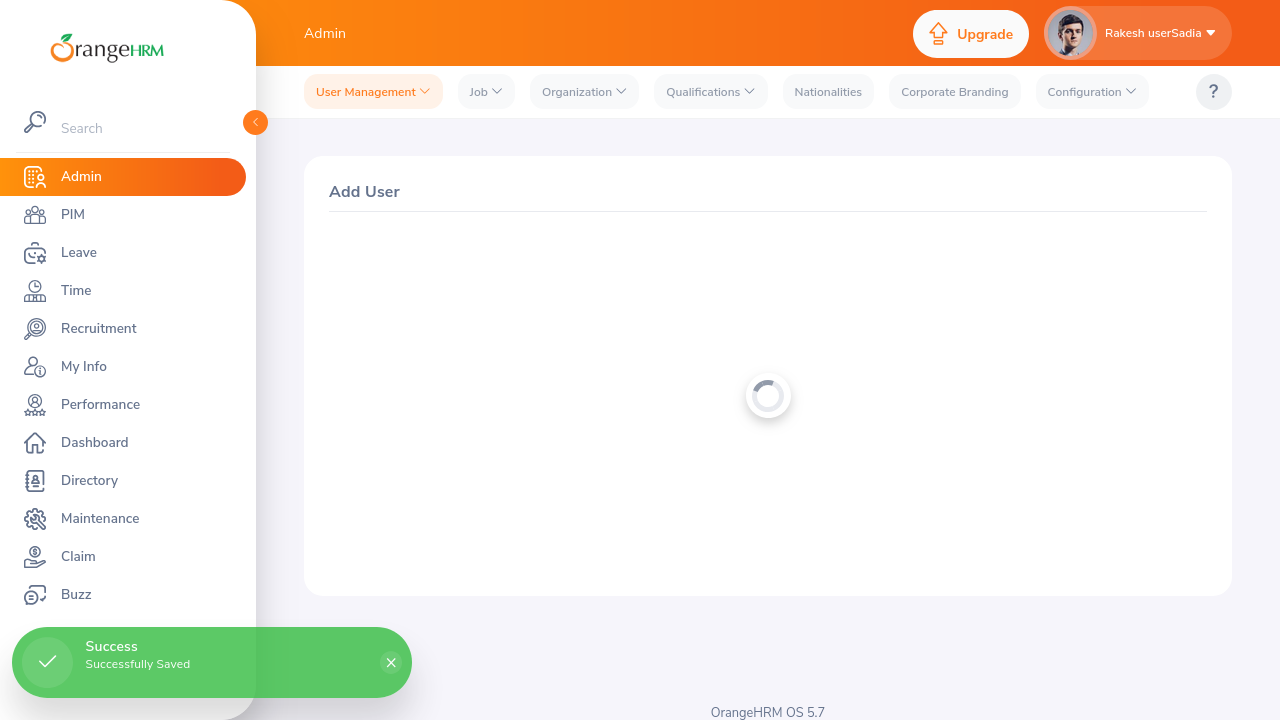 OrangeHRM
Admin
Upgrade
Rakesh userSadia
User Management
Job
Organization
Qualifications
Nationalities
Corporate Branding
Configuration
?
Search
Admin
PIM
Leave
Time
Recruitment
My Info
Performance
Dashboard
Directory
Maintenance
Claim
Buzz
Add User
Success
Successfully Saved
OrangeHRM OS 5.7